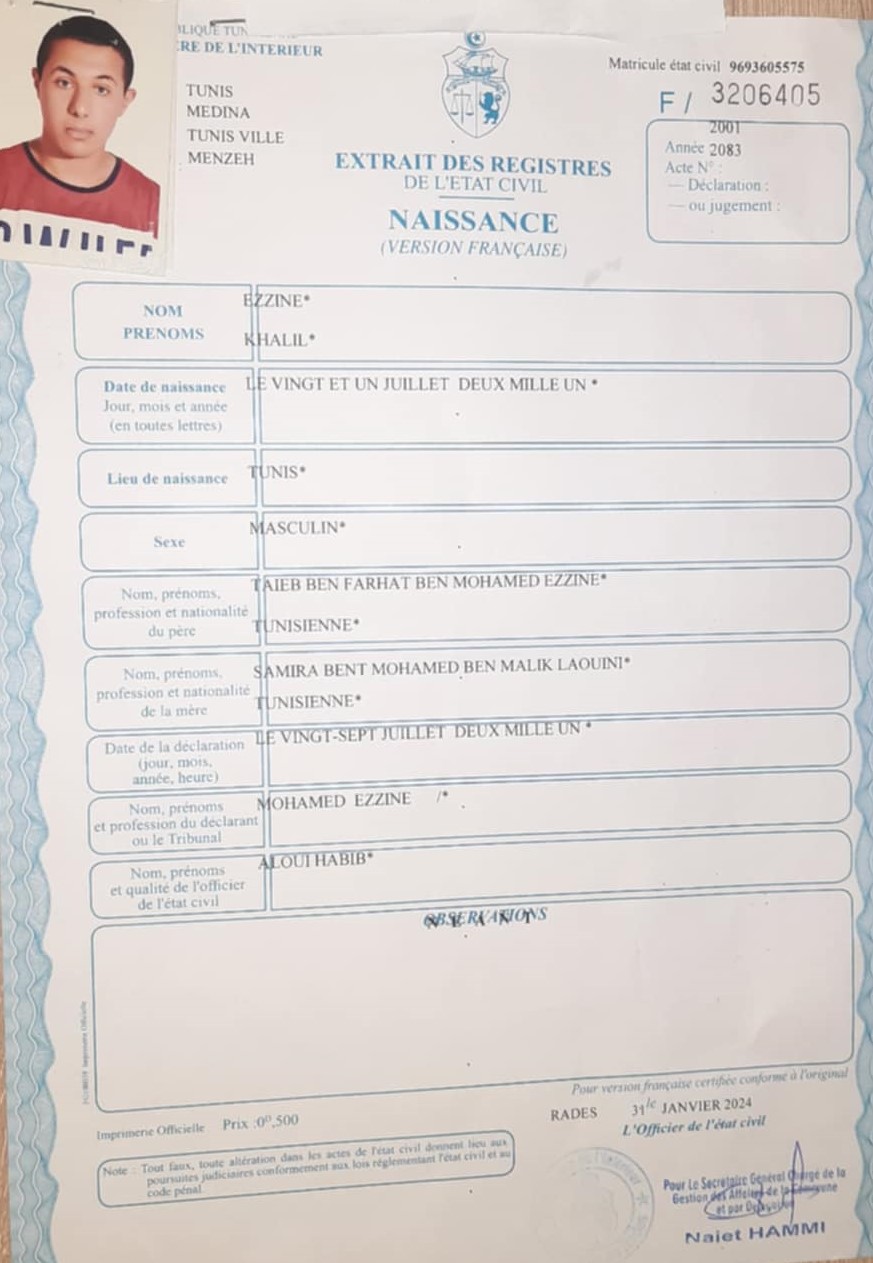 BLIQUE TUN
RE DE L'INTERIEUR
TUNIS
MEDINA
TUNIS VILLE
MENZEH
Matricule état civil 9693605575
F / 3206405
2001
Année 2083
Acte N° :
— Déclaration :
— ou jugement :
EXTRAIT DES REGISTRES
DE L'ETAT CIVIL
NAISSANCE
(VERSION FRANÇAISE)
NOM
PRENOMS
EZZINE*
KHALIL*
Date de naissance
Jour, mois et année
(en toutes lettres)
LE VINGT ET UN JUILLET DEUX MILLE UN *
Lieu de naissance
TUNIS*
Sexe
MASCULIN*
Nom, prénoms,
profession et nationalité
du père
TAIEB BEN FARHAT BEN MOHAMED EZZINE*
TUNISIENNE*
Nom, prénoms,
profession et nationalité
de la mère
SAMIRA BENT MOHAMED BEN MALIK LAOUINI*
TUNISIENNE*
Date de la déclaration
(jour, mois,
année, heure)
LE VINGT-SEPT JUILLET DEUX MILLE UN *
Nom, prénoms
et profession du déclarant
ou le Tribunal
MOHAMED EZZINE /*
Nom, prénoms
et qualité de l'officier
de l'état civil
ALOUI HABIB*
OBSERVATIONS
N E A N T
Pour version française certifiée conforme à l'original
RADES 31 JANVIER 2024
L'Officier de l'état civil
Imprimerie Officielle Prix :0D,500
Note : Tout faux, toute altération dans les actes de l'état civil donnent lieu aux
poursuites judiciaires conformement aux lois réglementant l'état civil et au
code pénal
Pour Le Secrétaire Général Chargé de la
Gestion des Affaires de la Commune
et par Délégation
Najet HAMMI